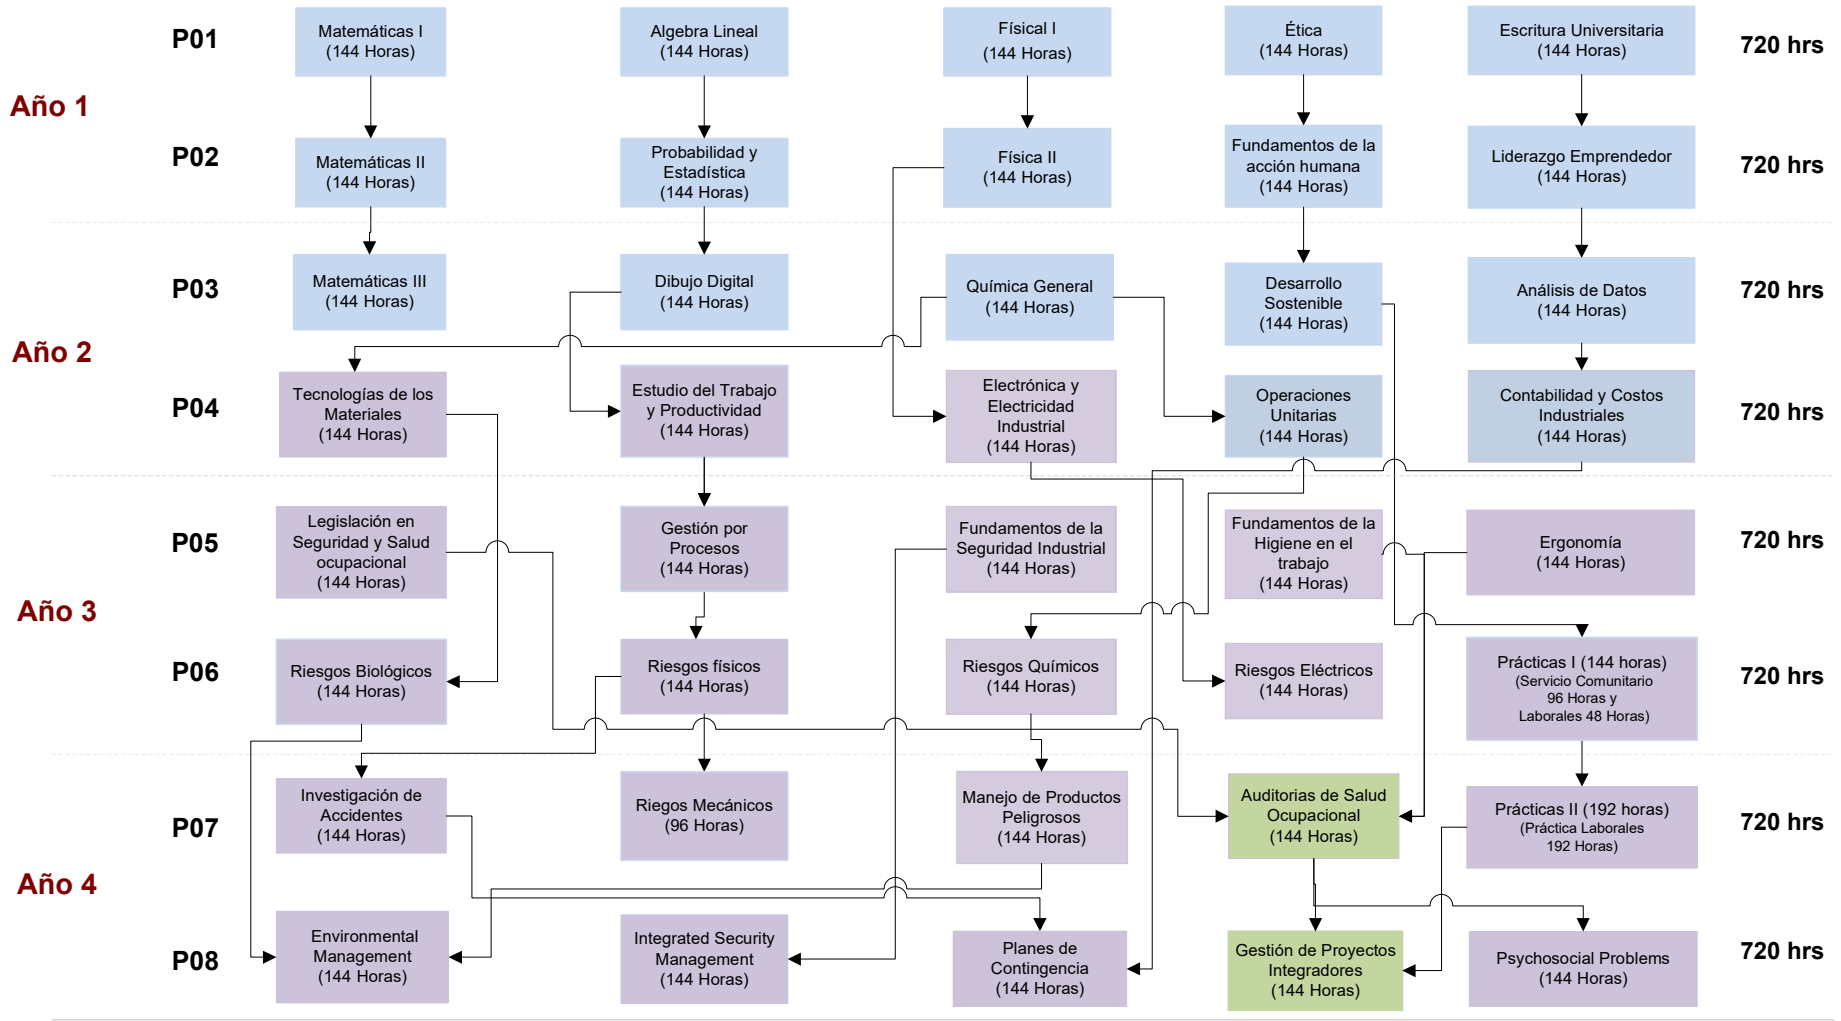 P01
Matemáticas I
(144 Horas)
Algebra Lineal
(144 Horas)
Físical I
(144 Horas)
Ética
(144 Horas)
Escritura Universitaria
(144 Horas)
720 hrs
Año 1
P02
Matemáticas II
(144 Horas)
Probabilidad y
Estadística
(144 Horas)
Física II
(144 Horas)
Fundamentos de la
acción humana
(144 Horas)
Liderazgo Emprendedor
(144 Horas)
720 hrs
P03
Matemáticas III
(144 Horas)
Dibujo Digital
(144 Horas)
Química General
(144 Horas)
Desarrollo
Sostenible
(144 Horas)
Análisis de Datos
(144 Horas)
720 hrs
Año 2
P04
Tecnologías de los
Materiales
(144 Horas)
Estudio del Trabajo
y Productividad
(144 Horas)
Electrónica y
Electricidad
Industrial
(144 Horas)
Operaciones
Unitarias
(144 Horas)
Contabilidad y Costos
Industriales
(144 Horas)
720 hrs
P05
Legislación en
Seguridad y Salud
ocupacional
(144 Horas)
Gestión por
Procesos
(144 Horas)
Fundamentos de la
Seguridad Industrial
(144 Horas)
Fundamentos de la
Higiene en el
trabajo
(144 Horas)
Ergonomía
(144 Horas)
720 hrs
Año 3
P06
Riesgos Biológicos
(144 Horas)
Riesgos físicos
(144 Horas)
Riesgos Químicos
(144 Horas)
Riesgos Eléctricos
(144 Horas)
Prácticas I (144 horas)
(Servicio Comunitario
96 Horas y
Laborales 48 Horas)
720 hrs
P07
Investigación de
Accidentes
(144 Horas)
Riegos Mecánicos
(96 Horas)
Manejo de Productos
Peligrosos
(144 Horas)
Auditorias de Salud
Ocupacional
(144 Horas)
Prácticas II (192 horas)
(Práctica Laborales
192 Horas)
720 hrs
Año 4
P08
Environmental
Management
(144 Horas)
Integrated Security
Management
(144 Horas)
Planes de
Contingencia
(144 Horas)
Gestión de Proyectos
Integradores
(144 Horas)
Psychosocial Problems
(144 Horas)
720 hrs